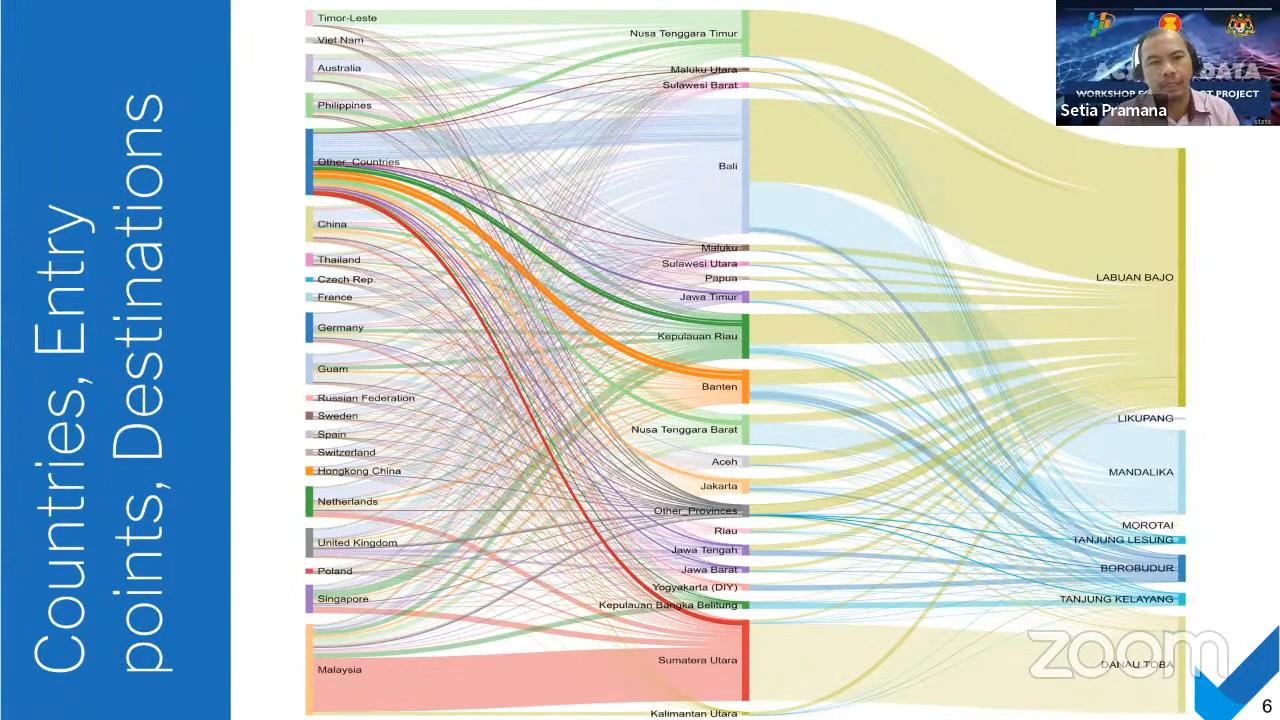 Countries, Entry
points, Destinations
Timor-Leste
Viet Nam
Australia
Philippines
Other_Countries
China
Thailand
Czech Rep.
France
Germany
Guam
Russian Federation
Sweden
Spain
Switzerland
Hongkong China
Netherlands
United Kingdom
Poland
Singapore
Malaysia
Nusa Tenggara Timur
Maluku Utara
Sulawesi Barat
Bali
Maluku
Sulawesi Utara
Papua
Jawa Timur
Kepulauan Riau
Banten
Nusa Tenggara Barat
Aceh
Jakarta
Other_Provinces
Riau
Jawa Tengah
Jawa Barat
Yogyakarta (DIY)
Kepulauan Bangka Belitung
Sumatera Utara
Kalimantan Utara
LABUAN BAJO
LIKUPANG
MANDALIKA
MOROTAI
TANJUNG LESUNG
BOROBUDUR
TANJUNG KELAYANG
DANAU TOBA
DATA
WORKSHOP
PROJECT
Setia Pramana
stats
zoom
6